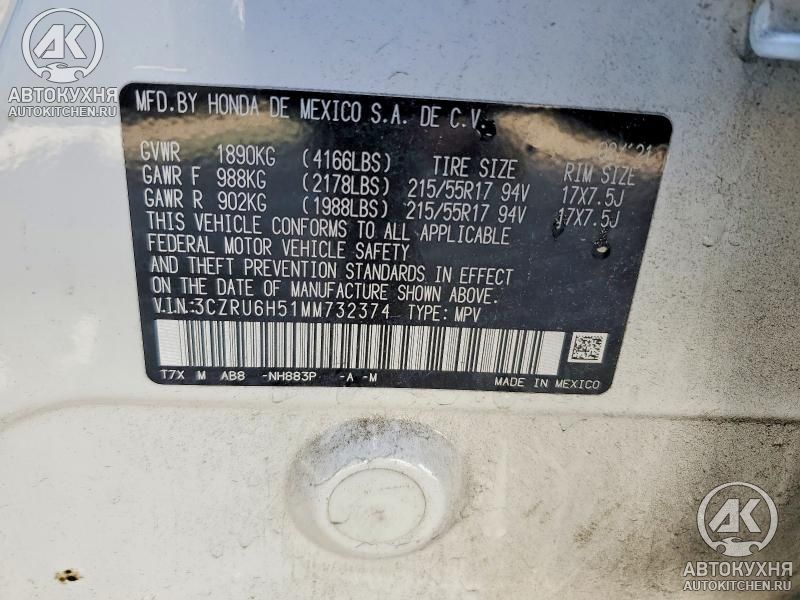 AK
АВТОКУХНЯ
AUTOKITCHEN.RU
MFD.BY HONDA DE MEXICO S.A. DE C.V.
GVWR 1890KG (4166LBS) TIRE SIZE RIM SIZE
GAWR F 988KG (2178LBS) 215/55R17 94V 17X7.5J
GAWR R 902KG (1988LBS) 215/55R17 94V 17X7.5J
THIS VEHICLE CONFORMS TO ALL APPLICABLE
FEDERAL MOTOR VEHICLE SAFETY
AND THEFT PREVENTION STANDARDS IN EFFECT
ON THE DATE OF MANUFACTURE SHOWN ABOVE.
V.I.N.:3CZRU6H51MM732374 TYPE: MPV
T7X M AB8 -NH883P -A -M MADE IN MEXICO
AK
АВТОКУХНЯ
AUTOKITCHEN.RU